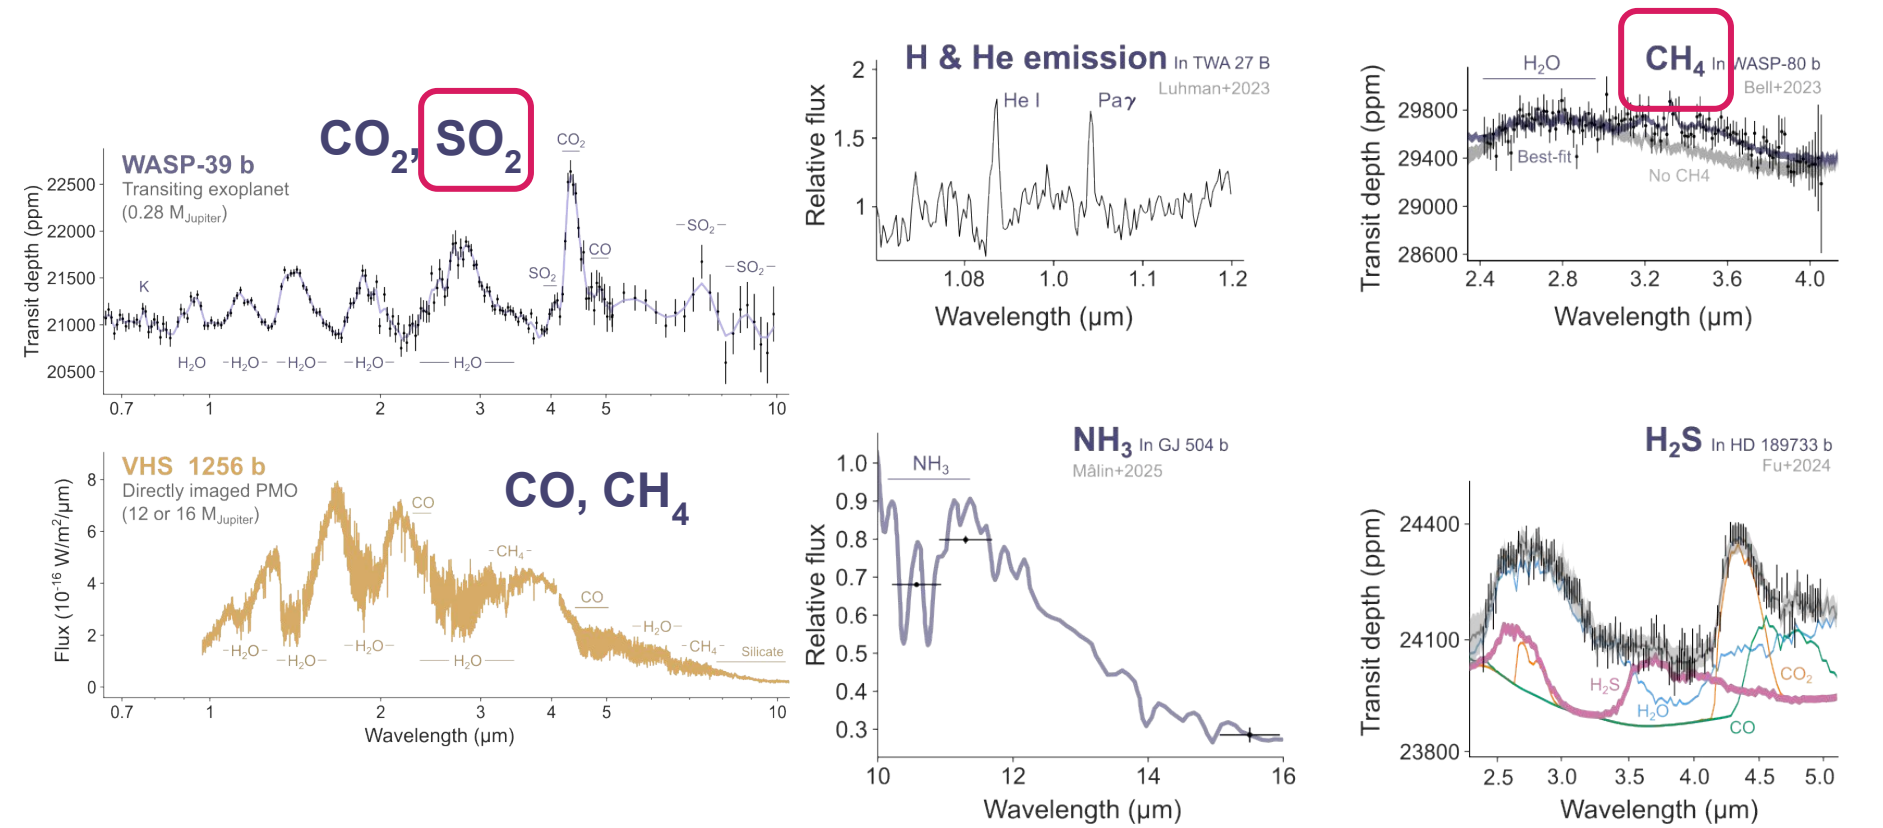 CO2, SO2
WASP-39 b
Transiting exoplanet
(0.28 MJupiter)
Transit depth (ppm)
22500
22000
21500
21000
20500
K
H2O
-H2O-
-H2O-
-H2O-
H2O
SO2
CO2
CO
-SO2-
-SO2-
0.7
1
2
3
4
5
10
VHS 1256 b
Directly imaged PMO
(12 or 16 MJupiter)
CO, CH4
Flux (10-16 W/m2/μm)
8
6
4
2
0
-H2O-
-H2O-
-H2O-
CO
H2O
-CH4-
CO
-H2O-
-CH4-
Silicate
0.7
1
2
3
4
5
10
Wavelength (μm)
H & He emission In TWA 27 B
Luhman+2023
Relative flux
2
1.5
1
He I
Paγ
1.08
1.0
1.04
1.1
1.2
Wavelength (μm)
NH3 In GJ 504 b
Mâlin+2025
NH3
Relative flux
1.0
0.9
0.8
0.7
0.6
0.5
0.4
0.3
10
12
14
16
Wavelength (μm)
CH4 In WASP-80 b
Bell+2023
H2O
Transit depth (ppm)
29800
29400
29000
28600
Best-fit
No CH4
2.4
2.8
3.2
3.6
4.0
Wavelength (μm)
H2S In HD 189733 b
Fu+2024
Transit depth (ppm)
24400
24100
23800
H2S
H2O
CO2
CO
2.5
3.0
3.5
4.0
4.5
5.0
Wavelength (μm)